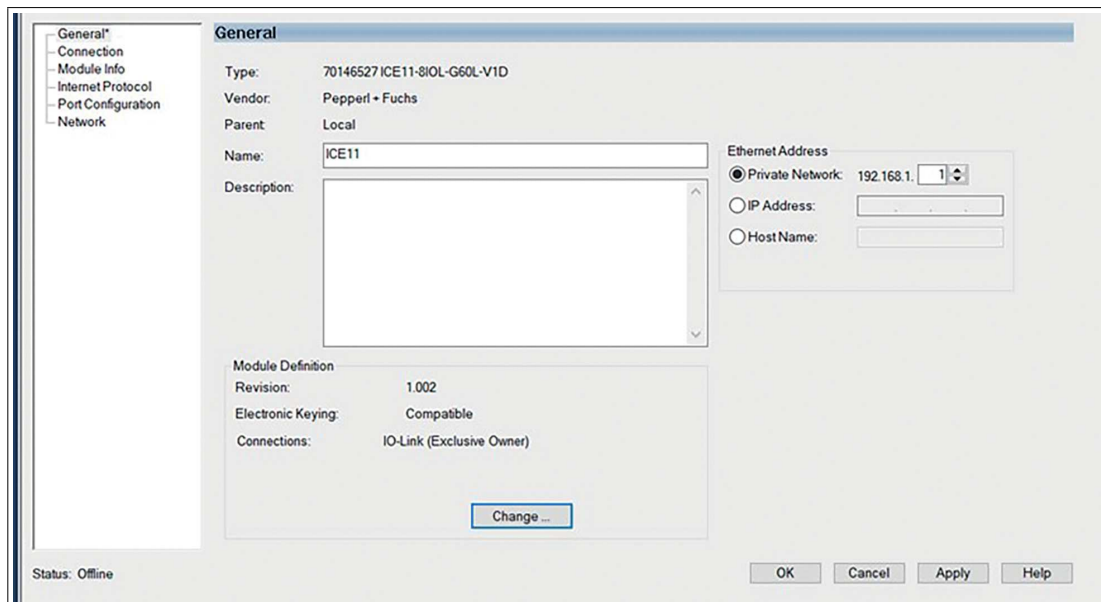 General*
Connection
Module Info
Internet Protocol
Port Configuration
Network
General
Type: 70146527 ICE11-8IOL-G60L-V1D
Vendor: Pepperl + Fuchs
Parent: Local
Name: ICE11
Description:
Ethernet Address
Private Network: 192.168.1. 1
IP Address: . . .
Host Name:
Module Definition
Revision: 1.002
Electronic Keying: Compatible
Connections: IO-Link (Exclusive Owner)
Change ...
Status: Offline
OK Cancel Apply Help